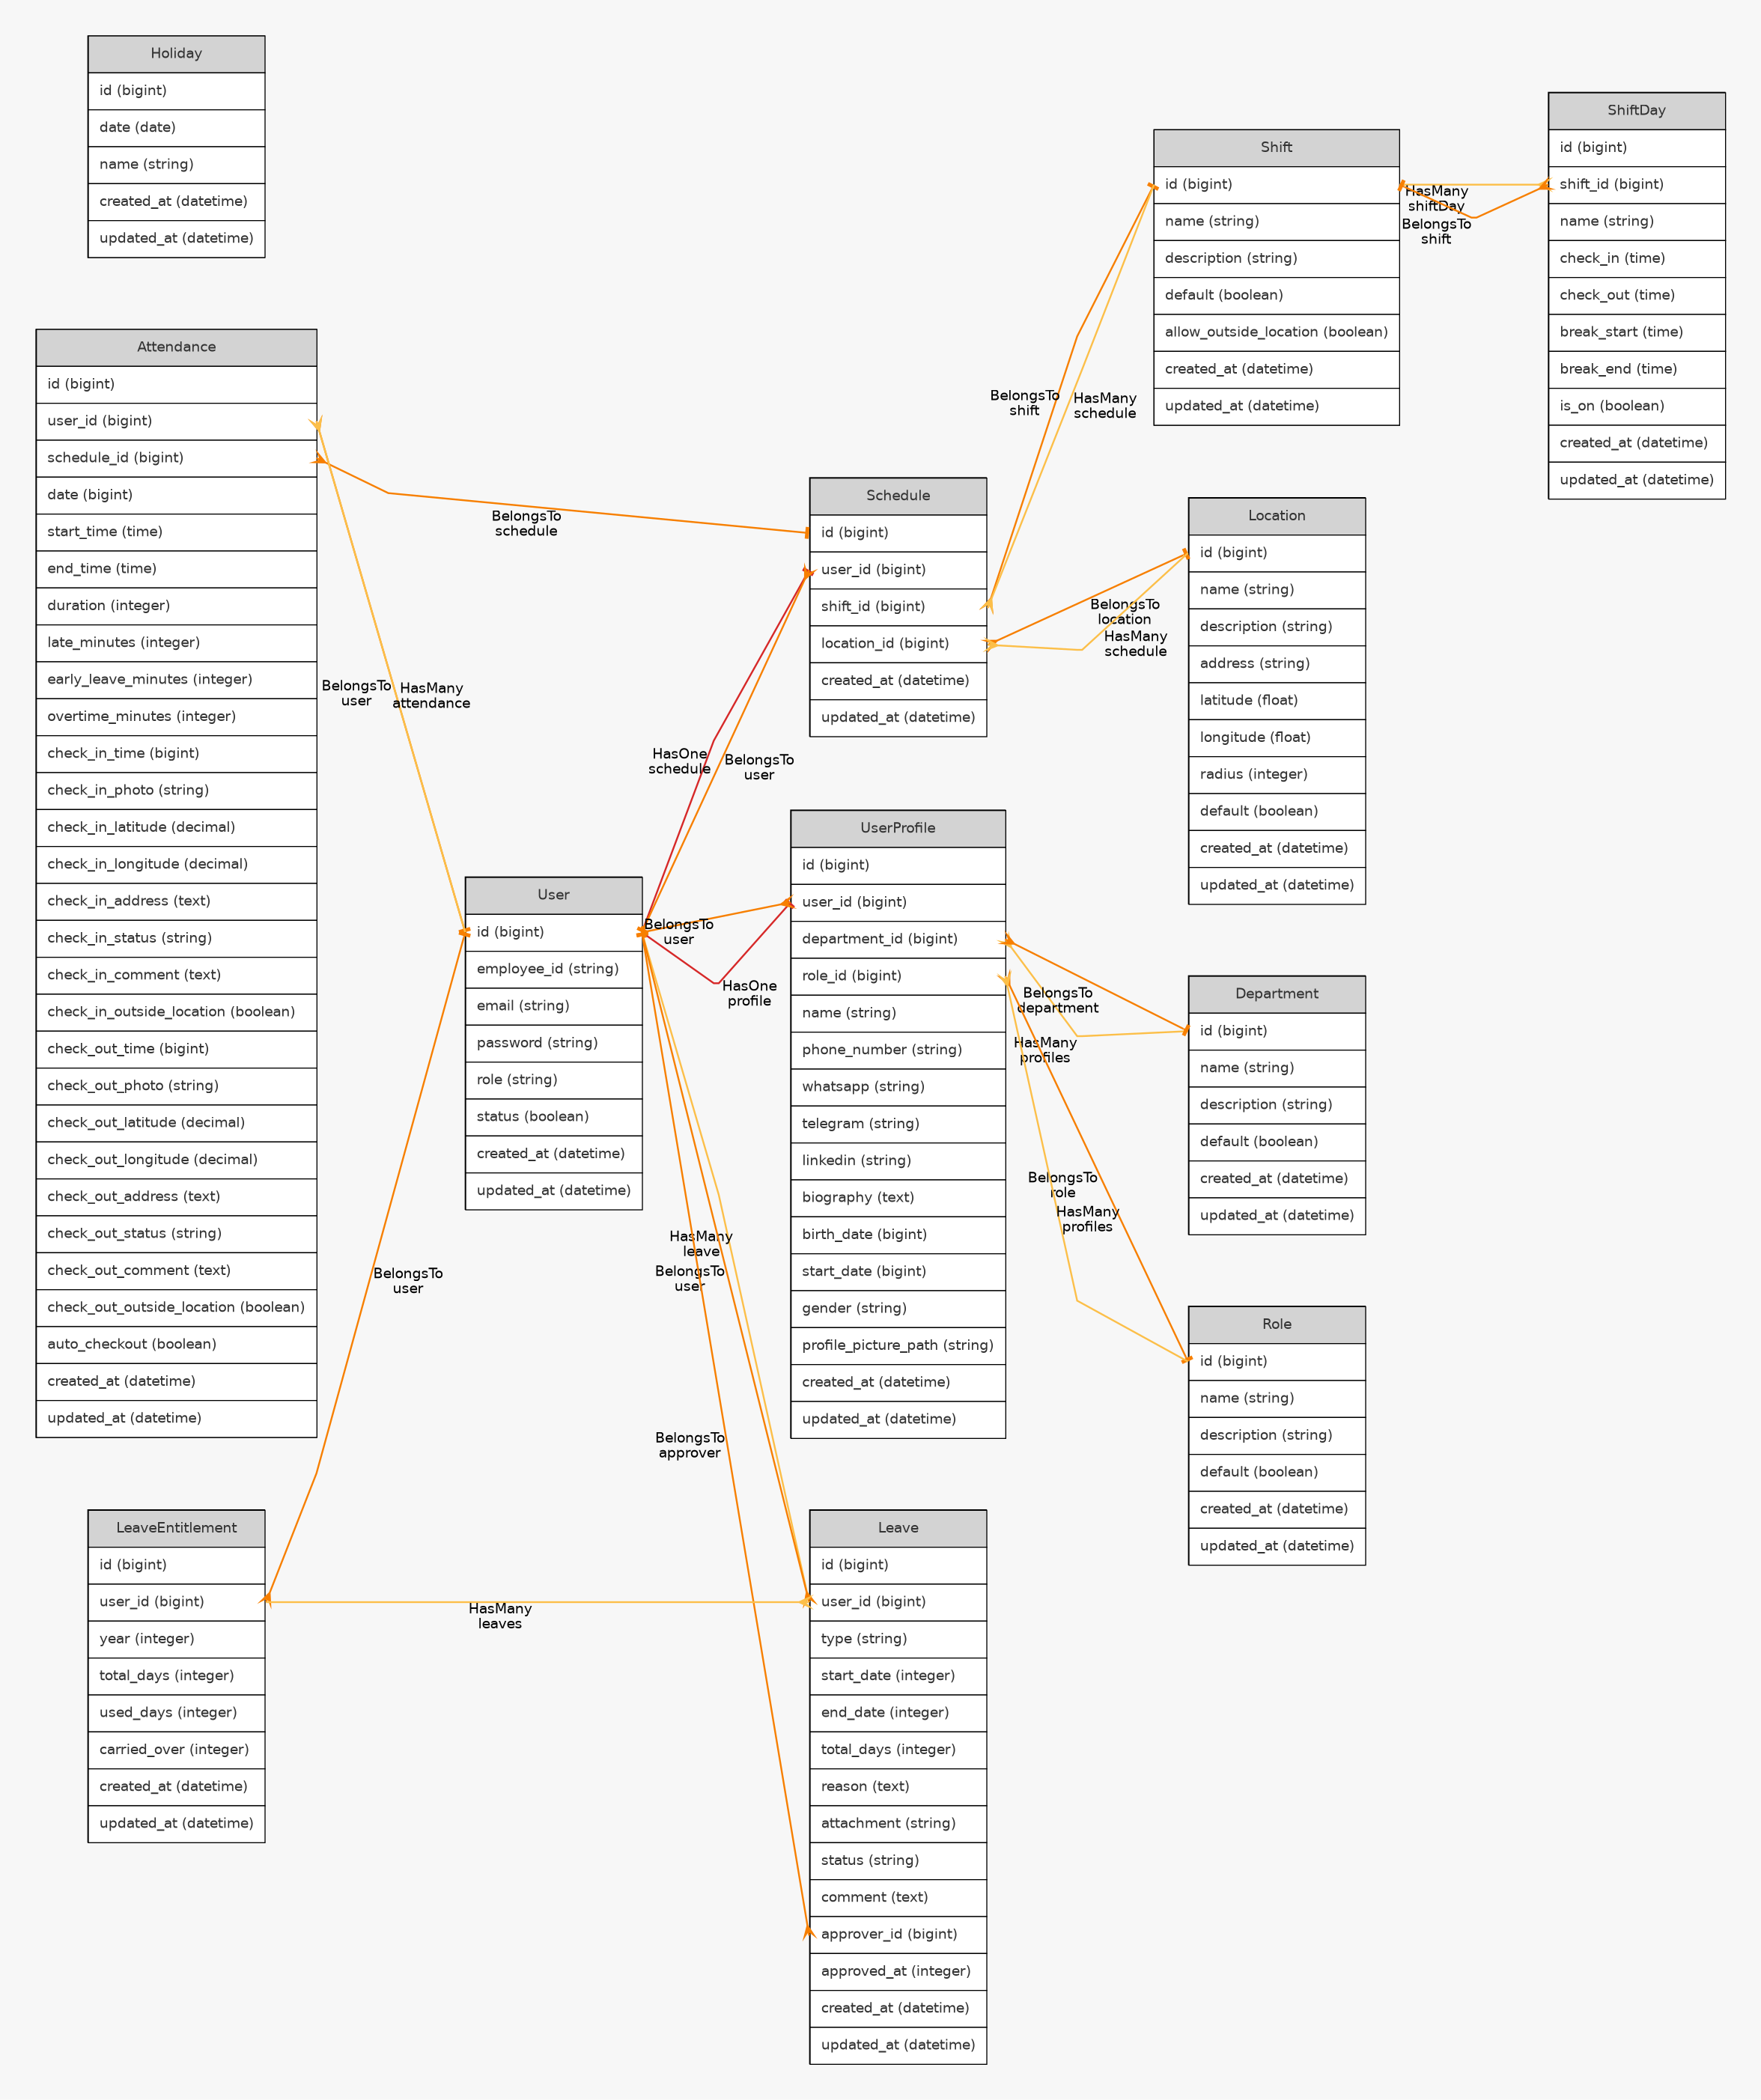 Holiday
id (bigint)
date (date)
name (string)
created_at (datetime)
updated_at (datetime)
Attendance
id (bigint)
user_id (bigint)
schedule_id (bigint)
date (bigint)
start_time (time)
end_time (time)
duration (integer)
late_minutes (integer)
early_leave_minutes (integer)
overtime_minutes (integer)
check_in_time (bigint)
check_in_photo (string)
check_in_latitude (decimal)
check_in_longitude (decimal)
check_in_address (text)
check_in_status (string)
check_in_comment (text)
check_in_outside_location (boolean)
check_out_time (bigint)
check_out_photo (string)
check_out_latitude (decimal)
check_out_longitude (decimal)
check_out_address (text)
check_out_status (string)
check_out_comment (text)
check_out_outside_location (boolean)
auto_checkout (boolean)
created_at (datetime)
updated_at (datetime)
LeaveEntitlement
id (bigint)
user_id (bigint)
year (integer)
total_days (integer)
used_days (integer)
carried_over (integer)
created_at (datetime)
updated_at (datetime)
BelongsTo
user
HasMany
attendance
BelongsTo
schedule
BelongsTo
user
HasMany
leaves
User
id (bigint)
employee_id (string)
email (string)
password (string)
role (string)
status (boolean)
created_at (datetime)
updated_at (datetime)
HasOne
schedule
BelongsTo
user
BelongsTo
user
HasOne
profile
HasMany
leave
BelongsTo
user
BelongsTo
approver
Schedule
id (bigint)
user_id (bigint)
shift_id (bigint)
location_id (bigint)
created_at (datetime)
updated_at (datetime)
UserProfile
id (bigint)
user_id (bigint)
department_id (bigint)
role_id (bigint)
name (string)
phone_number (string)
whatsapp (string)
telegram (string)
linkedin (string)
biography (text)
birth_date (bigint)
start_date (bigint)
gender (string)
profile_picture_path (string)
created_at (datetime)
updated_at (datetime)
Leave
id (bigint)
user_id (bigint)
type (string)
start_date (integer)
end_date (integer)
total_days (integer)
reason (text)
attachment (string)
status (string)
comment (text)
approver_id (bigint)
approved_at (integer)
created_at (datetime)
updated_at (datetime)
BelongsTo
shift
HasMany
schedule
BelongsTo
location
HasMany
schedule
BelongsTo
department
HasMany
profiles
BelongsTo
role
HasMany
profiles
Shift
id (bigint)
name (string)
description (string)
default (boolean)
allow_outside_location (boolean)
created_at (datetime)
updated_at (datetime)
Location
id (bigint)
name (string)
description (string)
address (string)
latitude (float)
longitude (float)
radius (integer)
default (boolean)
created_at (datetime)
updated_at (datetime)
Department
id (bigint)
name (string)
description (string)
default (boolean)
created_at (datetime)
updated_at (datetime)
Role
id (bigint)
name (string)
description (string)
default (boolean)
created_at (datetime)
updated_at (datetime)
HasMany
shiftDay
BelongsTo
shift
ShiftDay
id (bigint)
shift_id (bigint)
name (string)
check_in (time)
check_out (time)
break_start (time)
break_end (time)
is_on (boolean)
created_at (datetime)
updated_at (datetime)